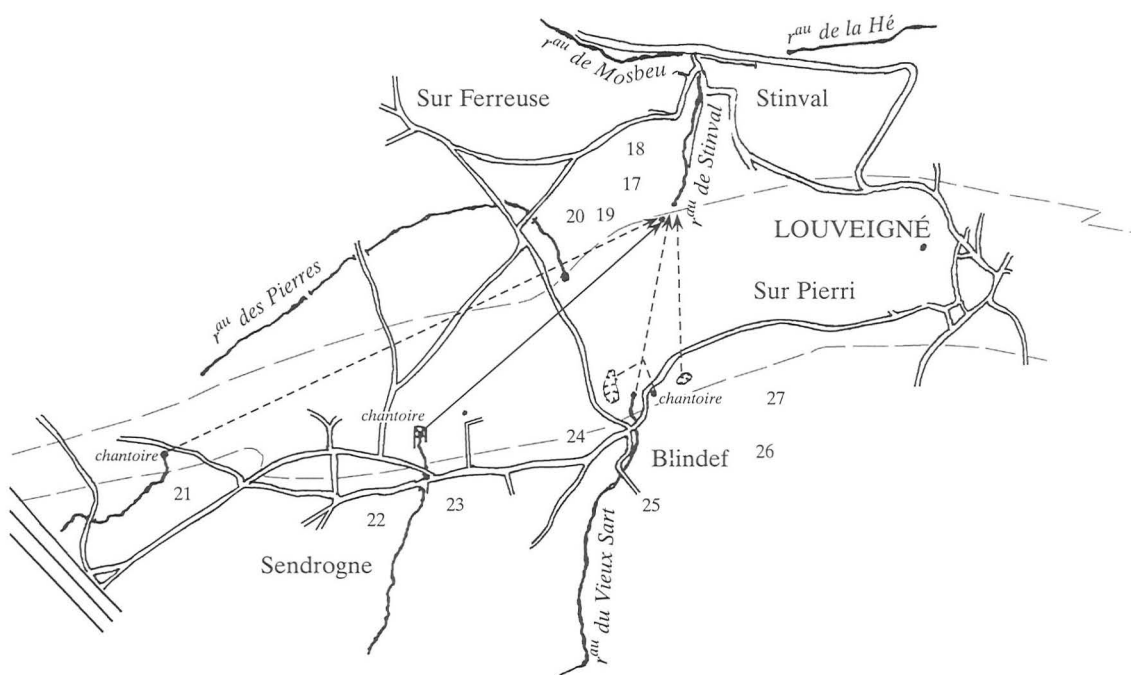 rau de la Hé
rau de Mosbeu
Sur Ferreuse
Stinval
18
rau de Stinval
17
20 19
LOUVEIGNÉ
rau des Pierres
Sur Pierri
chantoire
27
chantoire
24
chantoire
Blindef
26
21
23
25
22
Sendrogne
rau du Vieux Sart